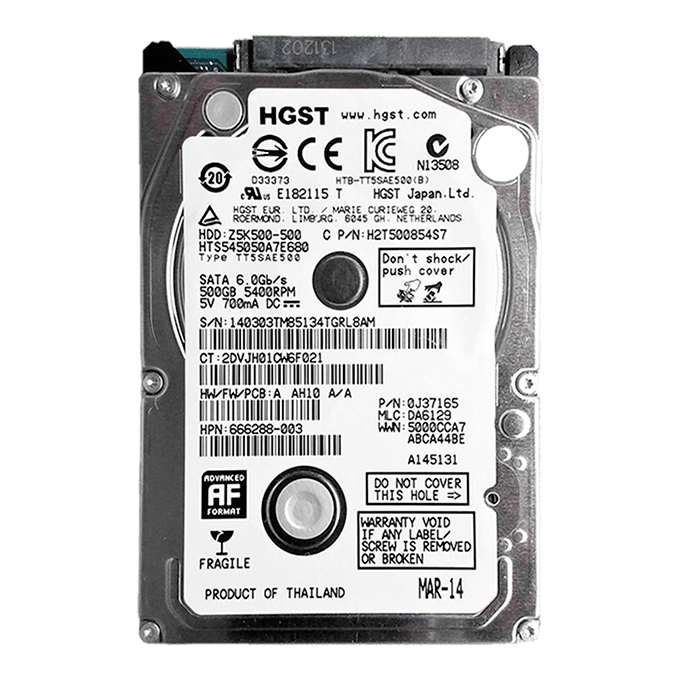 131202
HGST www.hgst.com
CE
N13508
D33373 HTB-TT5SAE500(B)
20 c RU us E182115 T HGST Japan,Ltd.
HGST EUR. LTD. / MARIE CURIEWEG 20,
ROERMOND, LIMBURG, 6045 GH, NETHERLANDS
HDD:Z5K500-500 C P/N:H2T500854S7
HTS545050A7E680
Type TT5SAE500
Don't shock/
push cover
SATA 6.0Gb/s
500GB 5400RPM
5V 700mA DC
S/N:140303TM85134TGRL8AM
CT:2DVJH01CW6F021
HW/FW/PCB:A AH10 A/A
P/N:0J37165
MLC:DA6129
WWN:5000CCA7
ABCA44BE
HPN:666288-003
A145131
ADVANCED
AF
FORMAT
DO NOT COVER
THIS HOLE =>
WARRANTY VOID
IF ANY LABEL/
SCREW IS REMOVED
OR BROKEN
FRAGILE
PRODUCT OF THAILAND MAR-14